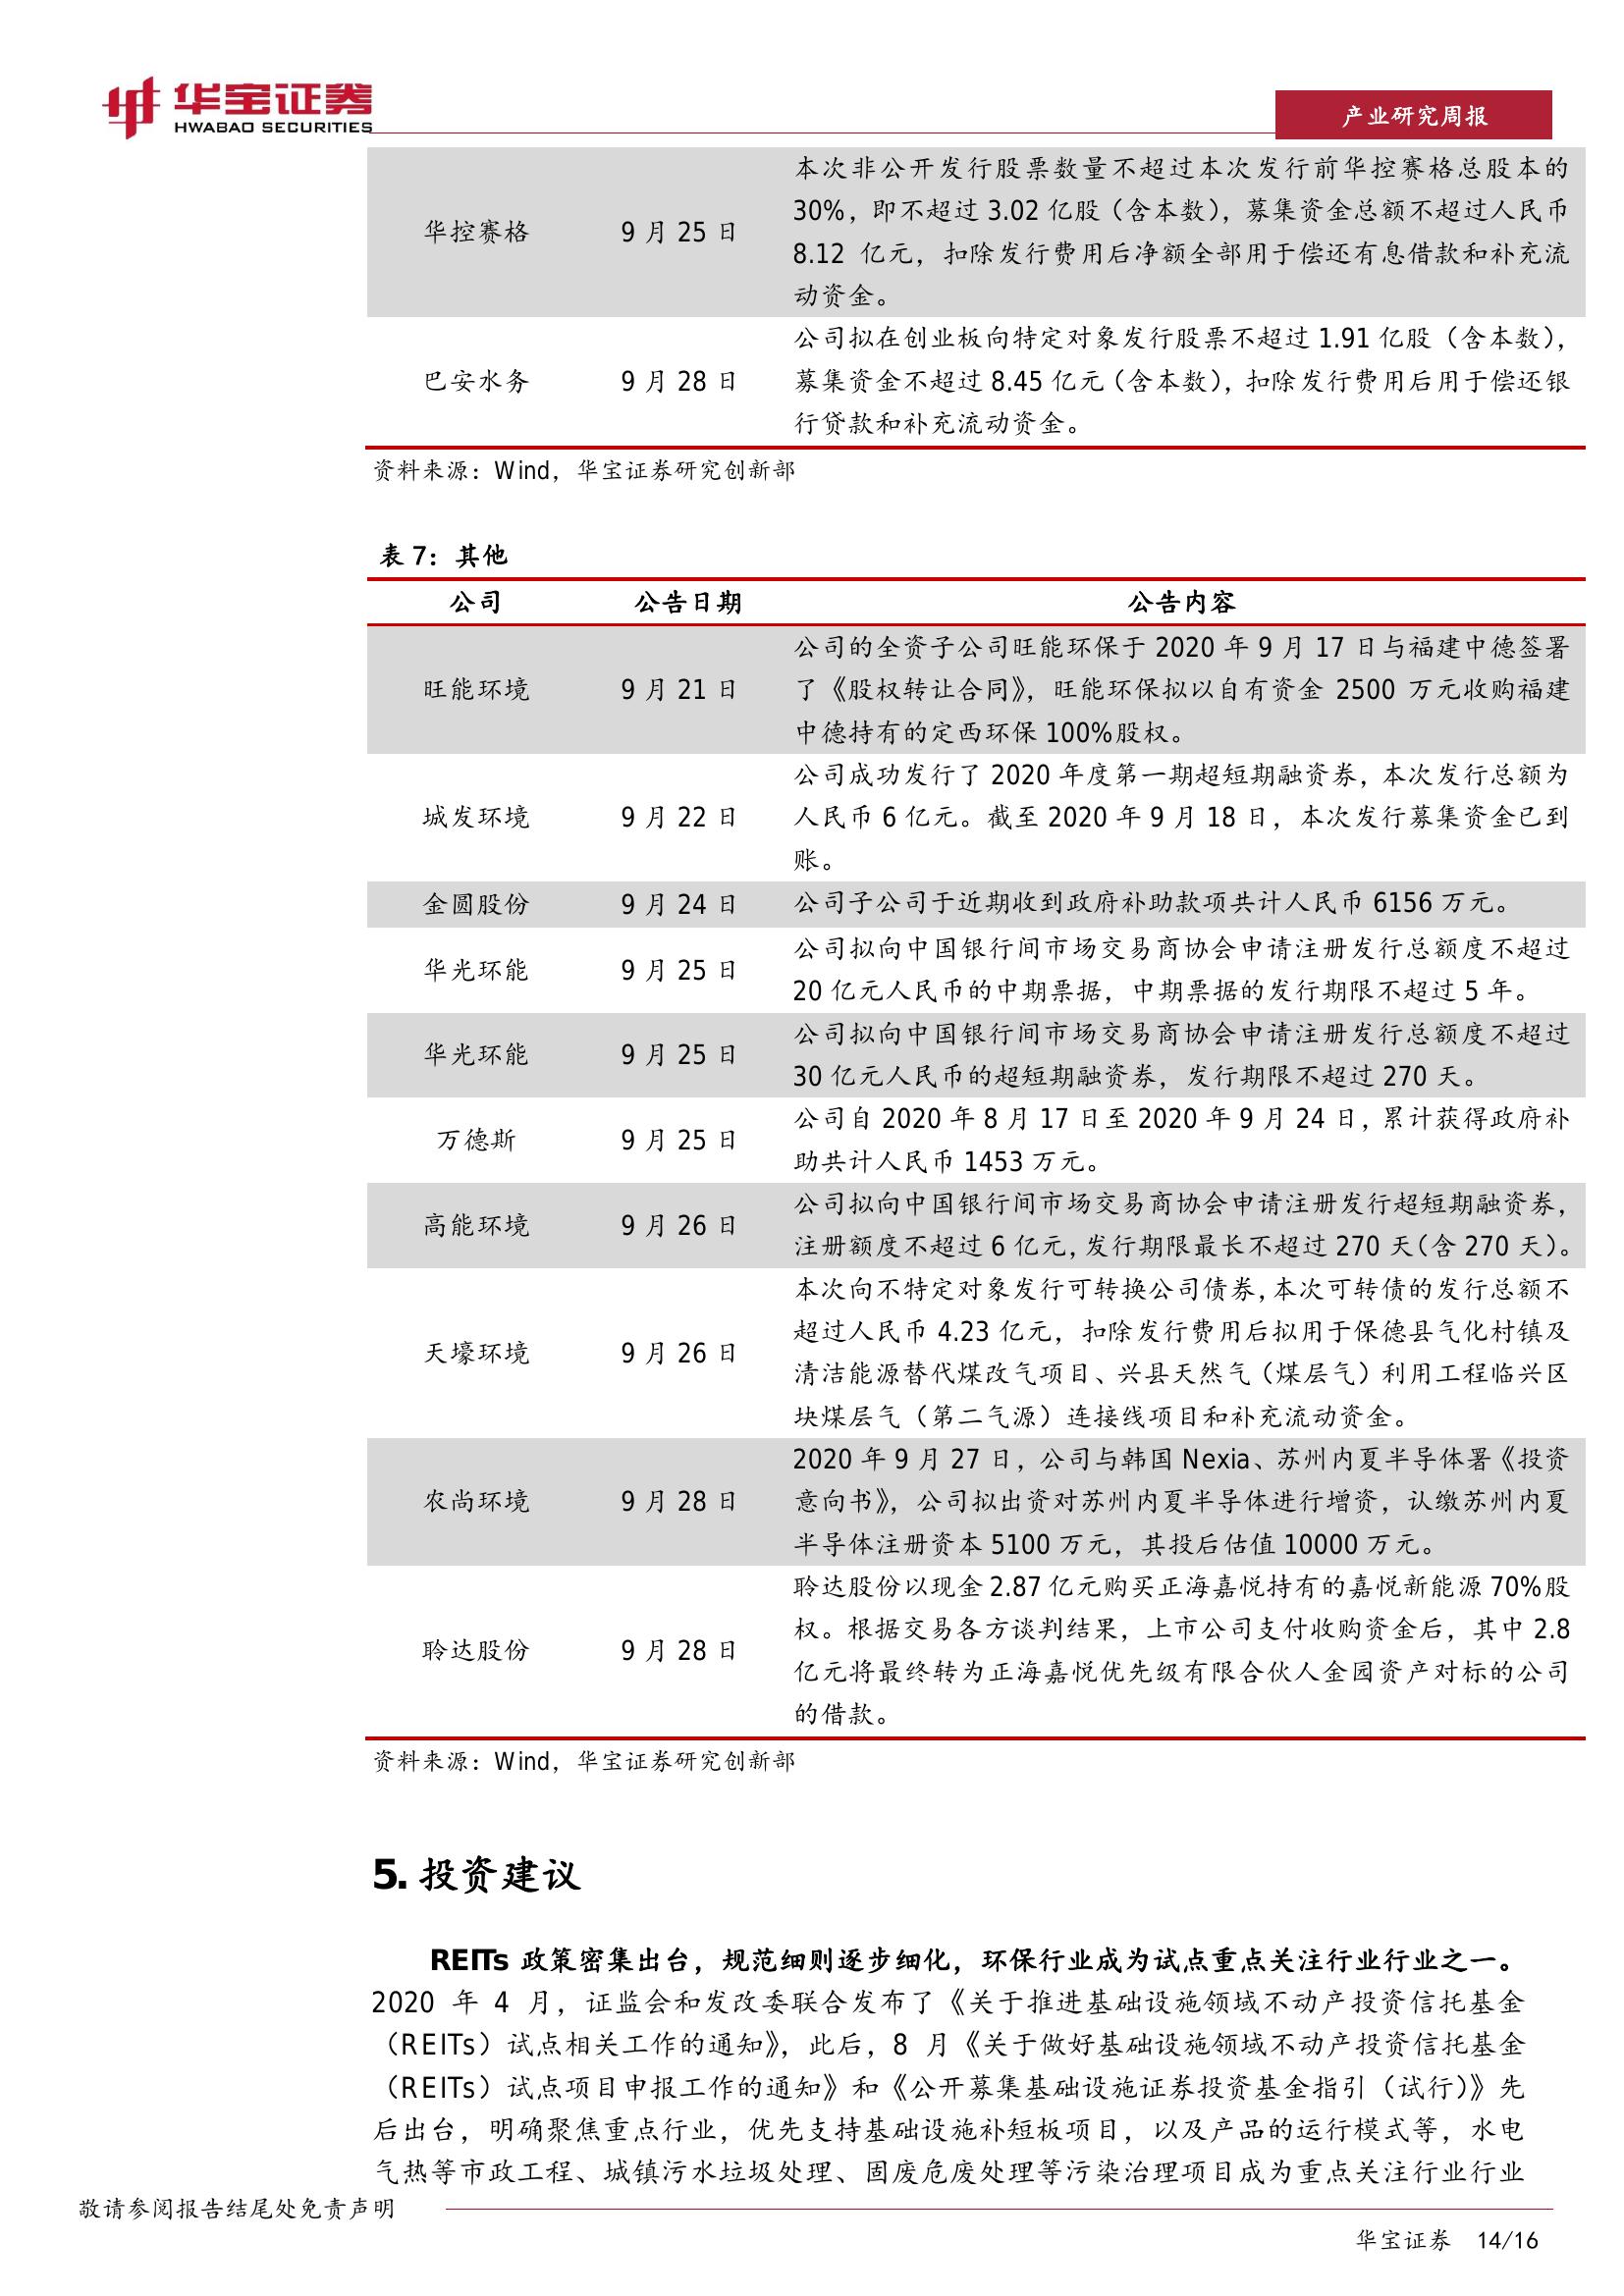 华宝证券
HWABAO SECURITIES
产业研究周报
华控赛格
9 月 25 日
本次非公开发行股票数量不超过本次发行前华控赛格总股本的
30%，即不超过 3.02 亿股（含本数），募集资金总额不超过人民币
8.12 亿元，扣除发行费用后净额全部用于偿还有息借款和补充流
动资金。
巴安水务
9 月 28 日
公司拟在创业板向特定对象发行股票不超过 1.91 亿股（含本数），
募集资金不超过 8.45 亿元（含本数），扣除发行费用后用于偿还银
行贷款和补充流动资金。
资料来源：Wind，华宝证券研究创新部
表 7：其他
公司 公告日期 公告内容
旺能环境
9 月 21 日
公司的全资子公司旺能环保于 2020 年 9 月 17 日与福建中德签署
了《股权转让合同》，旺能环保拟以自有资金 2500 万元收购福建
中德持有的定西环保 100%股权。
城发环境
9 月 22 日
公司成功发行了 2020 年度第一期超短期融资券，本次发行总额为
人民币 6 亿元。截至 2020 年 9 月 18 日，本次发行募集资金已到
账。
金圆股份
9 月 24 日
公司子公司于近期收到政府补助款项共计人民币 6156 万元。
华光环能
9 月 25 日
公司拟向中国银行间市场交易商协会申请注册发行总额度不超过
20 亿元人民币的中期票据，中期票据的发行期限不超过 5 年。
华光环能
9 月 25 日
公司拟向中国银行间市场交易商协会申请注册发行总额度不超过
30 亿元人民币的超短期融资券，发行期限不超过 270 天。
万德斯
9 月 25 日
公司自 2020 年 8 月 17 日至 2020 年 9 月 24 日，累计获得政府补
助共计人民币 1453 万元。
高能环境
9 月 26 日
公司拟向中国银行间市场交易商协会申请注册发行超短期融资券，
注册额度不超过 6 亿元，发行期限最长不超过 270 天（含 270 天）。
天壕环境
9 月 26 日
本次向不特定对象发行可转换公司债券，本次可转债的发行总额不
超过人民币 4.23 亿元，扣除发行费用后拟用于保德县气化村镇及
清洁能源替代煤改气项目、兴县天然气（煤层气）利用工程临兴区
块煤层气（第二气源）连接线项目和补充流动资金。
农尚环境
9 月 28 日
2020 年 9 月 27 日，公司与韩国 Nexia、苏州内夏半导体署《投资
意向书》，公司拟出资对苏州内夏半导体进行增资，认缴苏州内夏
半导体注册资本 5100 万元，其投后估值 10000 万元。
聆达股份
9 月 28 日
聆达股份以现金 2.87 亿元购买正海嘉悦持有的嘉悦新能源 70%股
权。根据交易各方谈判结果，上市公司支付收购资金后，其中 2.8
亿元将最终转为正海嘉悦优先级有限合伙人金园资产对标的公司
的借款。
资料来源：Wind，华宝证券研究创新部
5. 投资建议
REITs 政策密集出台，规范细则逐步细化，环保行业成为试点重点关注行业行业之一。
2020 年 4 月，证监会和发改委联合发布了《关于推进基础设施领域不动产投资信托基金
（REITs）试点相关工作的通知》，此后，8 月《关于做好基础设施领域不动产投资信托基金
（REITs）试点项目申报工作的通知》和《公开募集基础设施证券投资基金指引（试行）》先
后出台，明确聚焦重点行业，优先支持基础设施补短板项目，以及产品的运行模式等，水电
气热等市政工程、城镇污水垃圾处理、固废危废处理等污染治理项目成为重点关注行业行业
敬请参阅报告结尾处免责声明
华宝证券 14/16